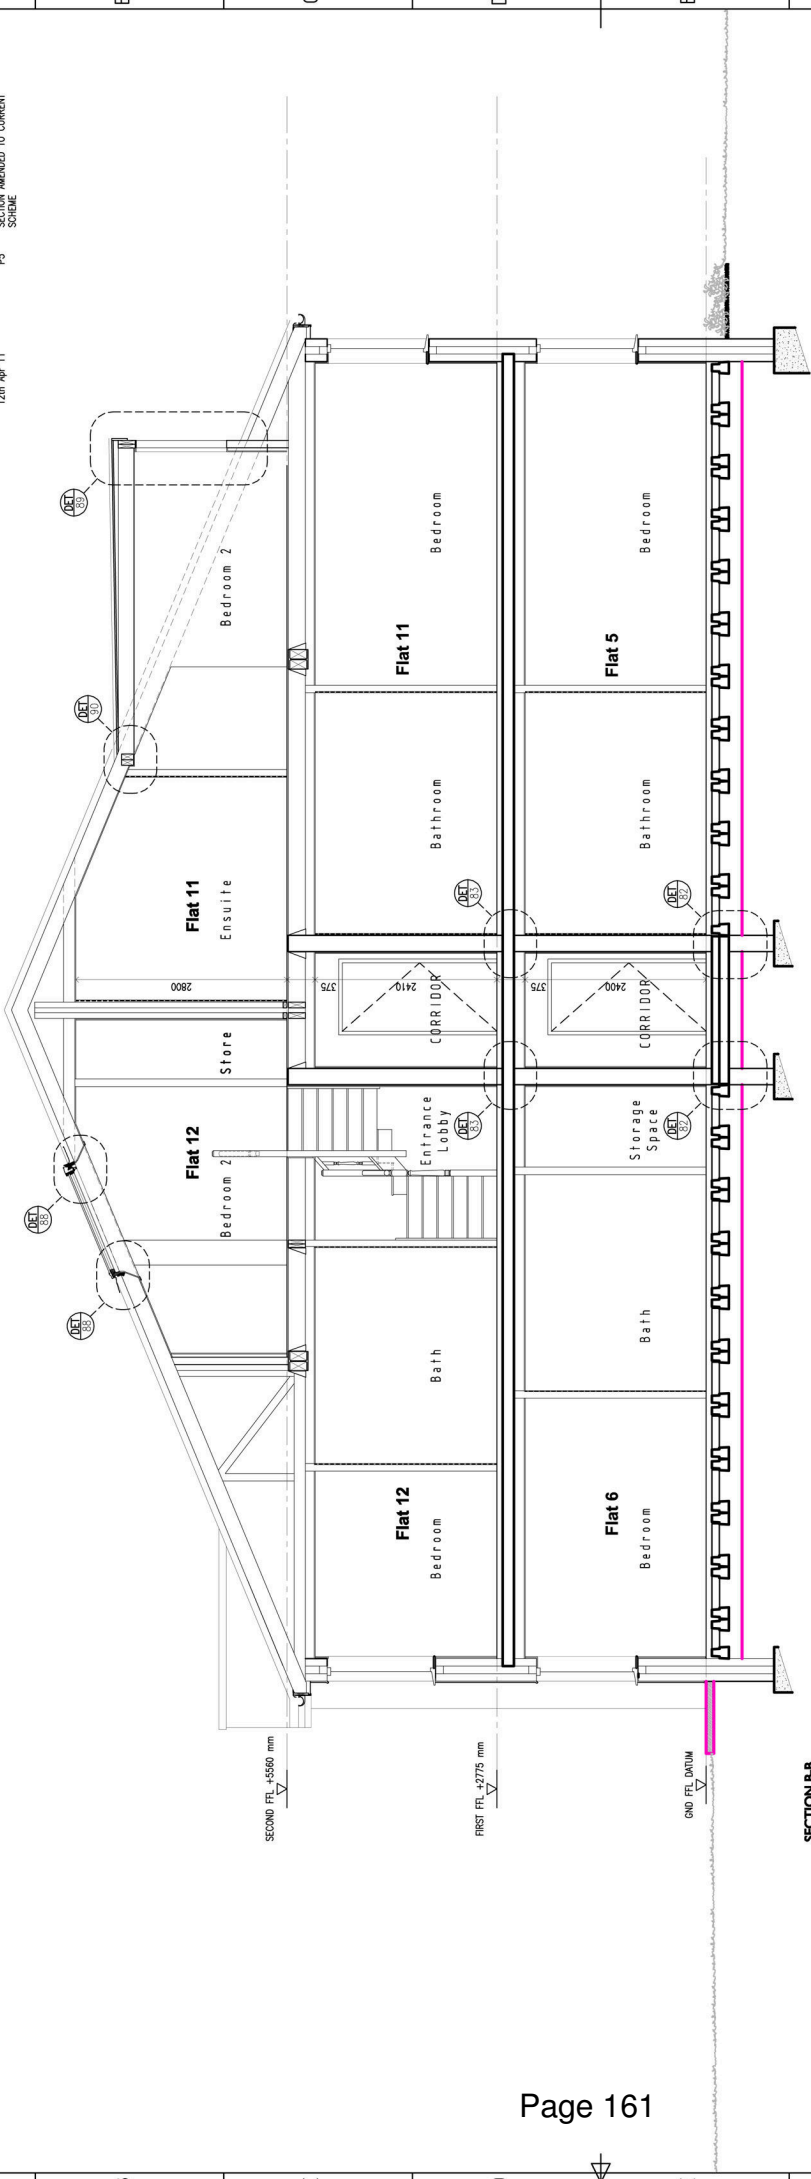 12th Apr 11
P5
SECTION AMENDED TO CURRENT
SCHEME
DET
88
DET
88
DET
90
DET
89
Flat 12
Bedroom 2
Store
Flat 11
Ensuite
Bedroom 2
2800
SECOND FFL +5560 mm
Flat 12
Bedroom
Bath
Entrance
Lobby
CORRIDOR
375
2410
DET
83
DET
83
Bathroom
Flat 11
Bedroom
FIRST FFL +2775 mm
Flat 6
Bedroom
Bath
Storage
Space
CORRIDOR
375
2400
DET
82
DET
82
Bathroom
Flat 5
Bedroom
GND FFL DATUM
SECTION B-B
Page 161